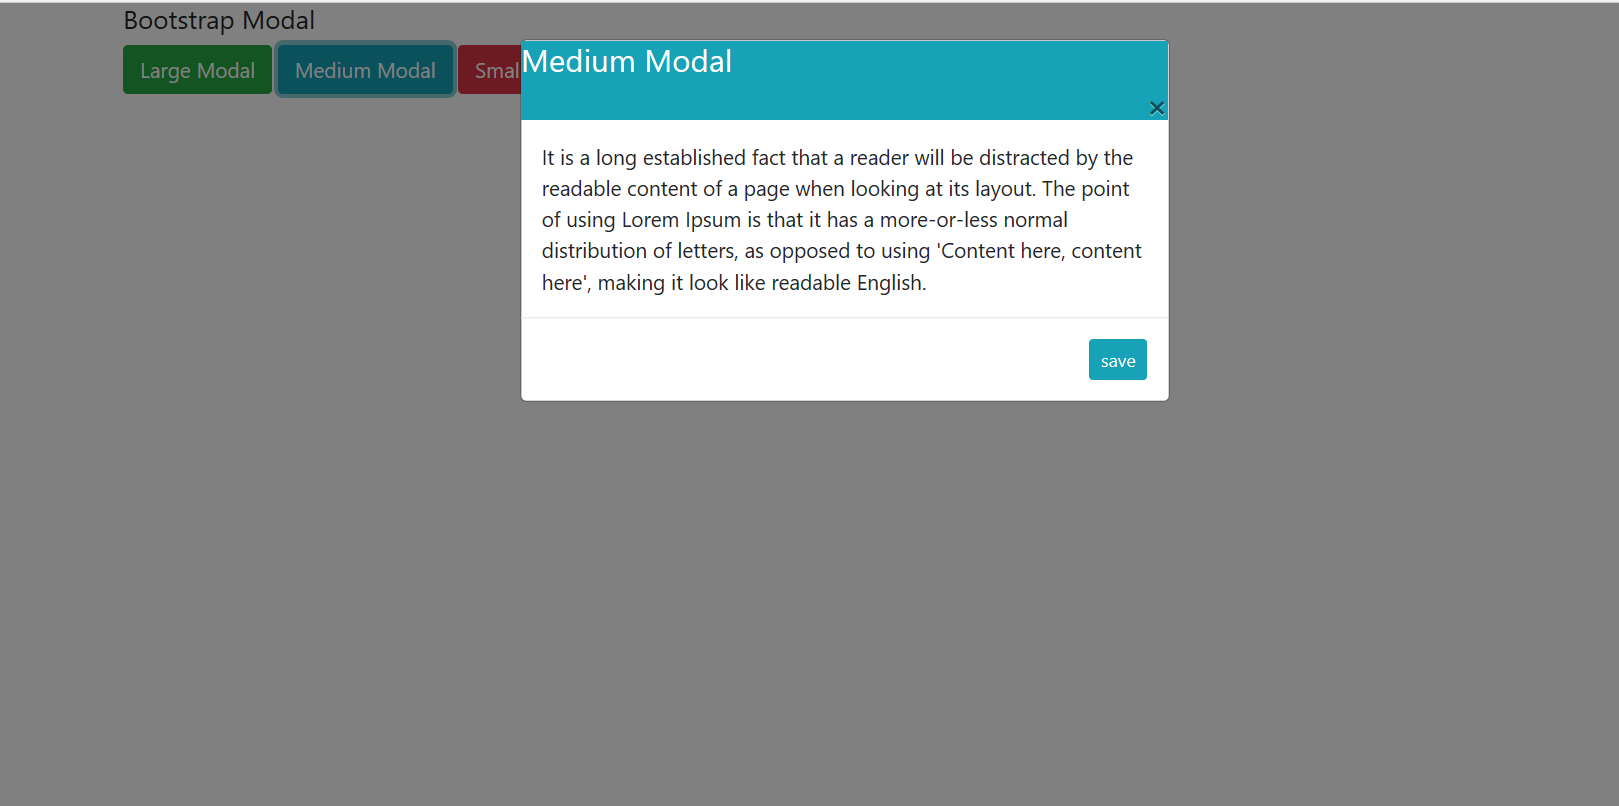 Bootstrap Modal
Large Modal
Medium Modal
Smal
Medium Modal
×
It is a long established fact that a reader will be distracted by the
readable content of a page when looking at its layout. The point
of using Lorem Ipsum is that it has a more-or-less normal
distribution of letters, as opposed to using 'Content here, content
here', making it look like readable English.
save